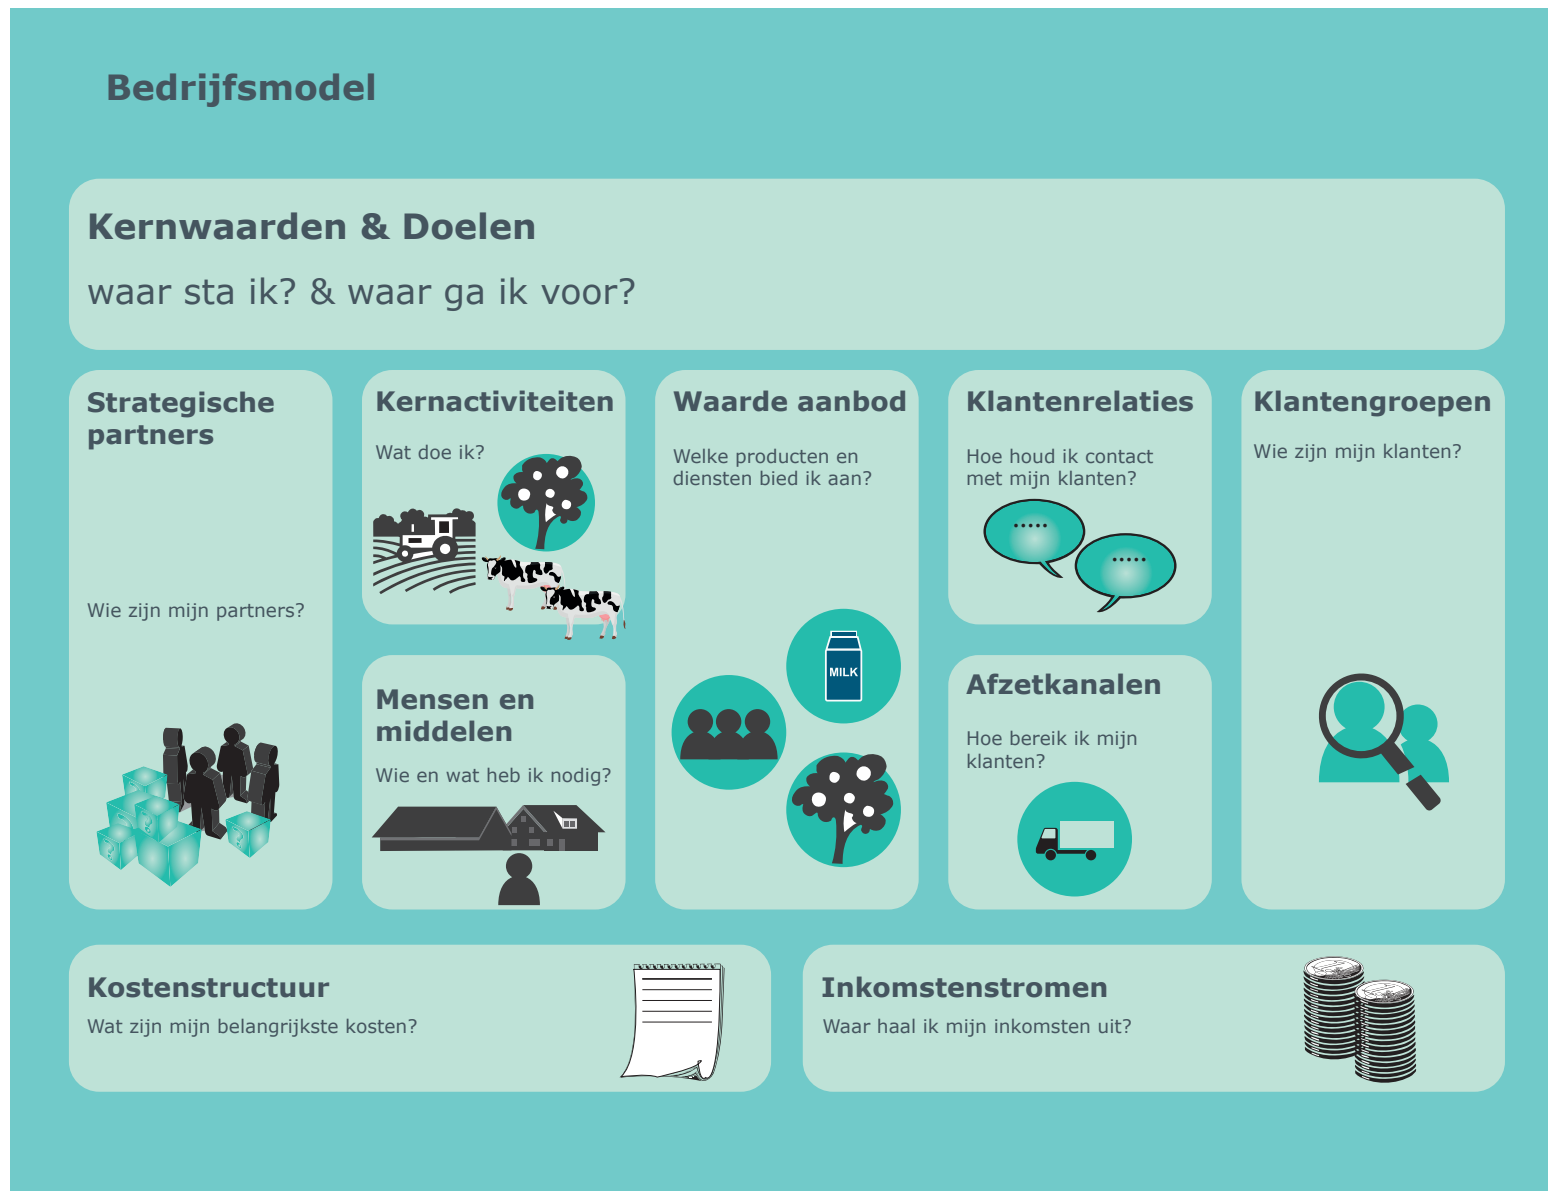 Bedrijfsmodel
Kernwaarden & Doelen
waar sta ik? & waar ga ik voor?
Strategische
partners
Wie zijn mijn partners?
Kernactiviteiten
Wat doe ik?
Mensen en
middelen
Wie en wat heb ik nodig?
Waarde aanbod
Welke producten en
diensten bied ik aan?
MILK
Klantenrelaties
Hoe houd ik contact
met mijn klanten?
.....
.....
Afzetkanalen
Hoe bereik ik mijn
klanten?
Klantengroepen
Wie zijn mijn klanten?
Kostenstructuur
Wat zijn mijn belangrijkste kosten?
Inkomstenstromen
Waar haal ik mijn inkomsten uit?